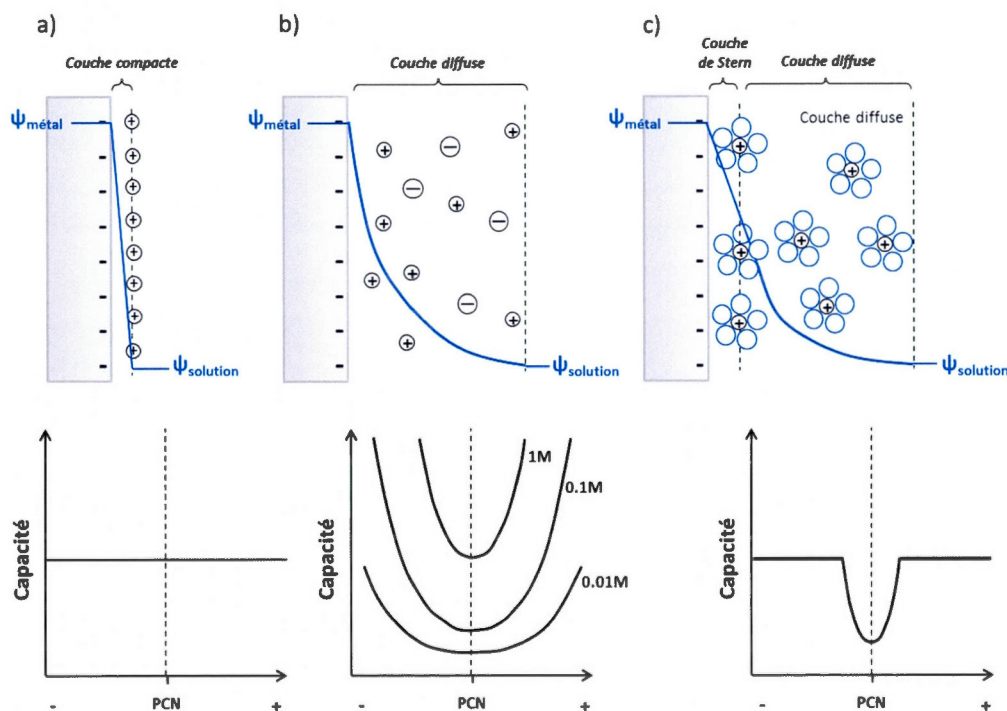 a)
Couche compacte
Ψmétal
Ψsolution
b)
Couche diffuse
Ψmétal
Ψsolution
c)
Couche
de Stern
Couche diffuse
Couche diffuse
Ψmétal
Ψsolution
Capacité
- PCN +
Capacité
1M
0.1M
0.01M
- PCN +
Capacité
- PCN +